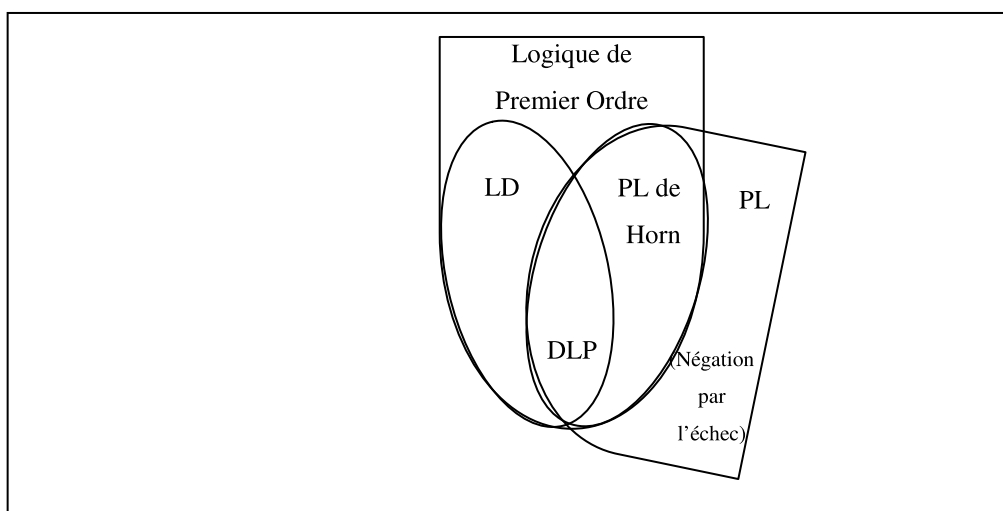 Logique de
Premier Ordre
LD
PL de
Horn
PL
DLP
(Négation
par
l'échec)